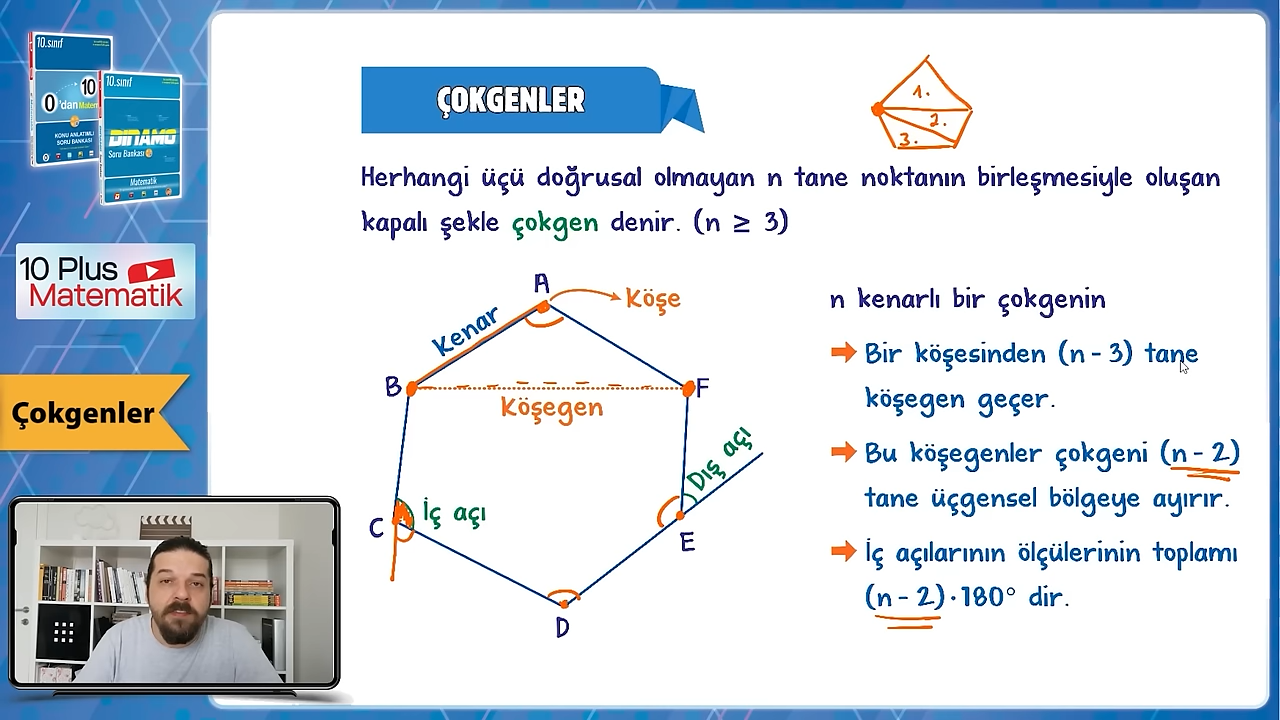 10.sınıf
0'dan 10
KONU ANLATIMLI
SORU BANKASI
10.sınıf
DİNAMO
Soru Bankası
Matematik
10 Plus
Matematik
Çokgenler
ÇOKGENLER
1.
2.
3.
Herhangi üçü doğrusal olmayan n tane noktanın birleşmesiyle oluşan
kapalı şekle çokgen denir. (n ≥ 3)
A
Köşe
Kenar
B
F
Köşegen
Dış açı
C
İç açı
E
D
n kenarlı bir çokgenin
Bir köşesinden (n - 3) tane
köşegen geçer.
Bu köşegenler çokgeni (n - 2)
tane üçgensel bölgeye ayırır.
İç açılarının ölçülerinin toplamı
(n - 2) · 180° dir.